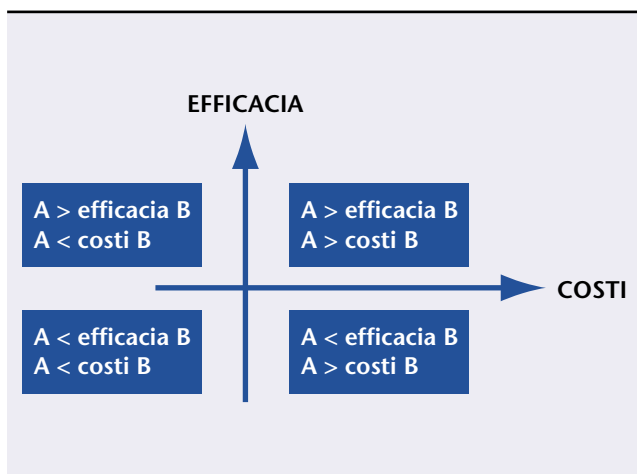 EFFICACIA
A > efficacia B
A < costi B
A > efficacia B
A > costi B
COSTI
A < efficacia B
A < costi B
A < efficacia B
A > costi B